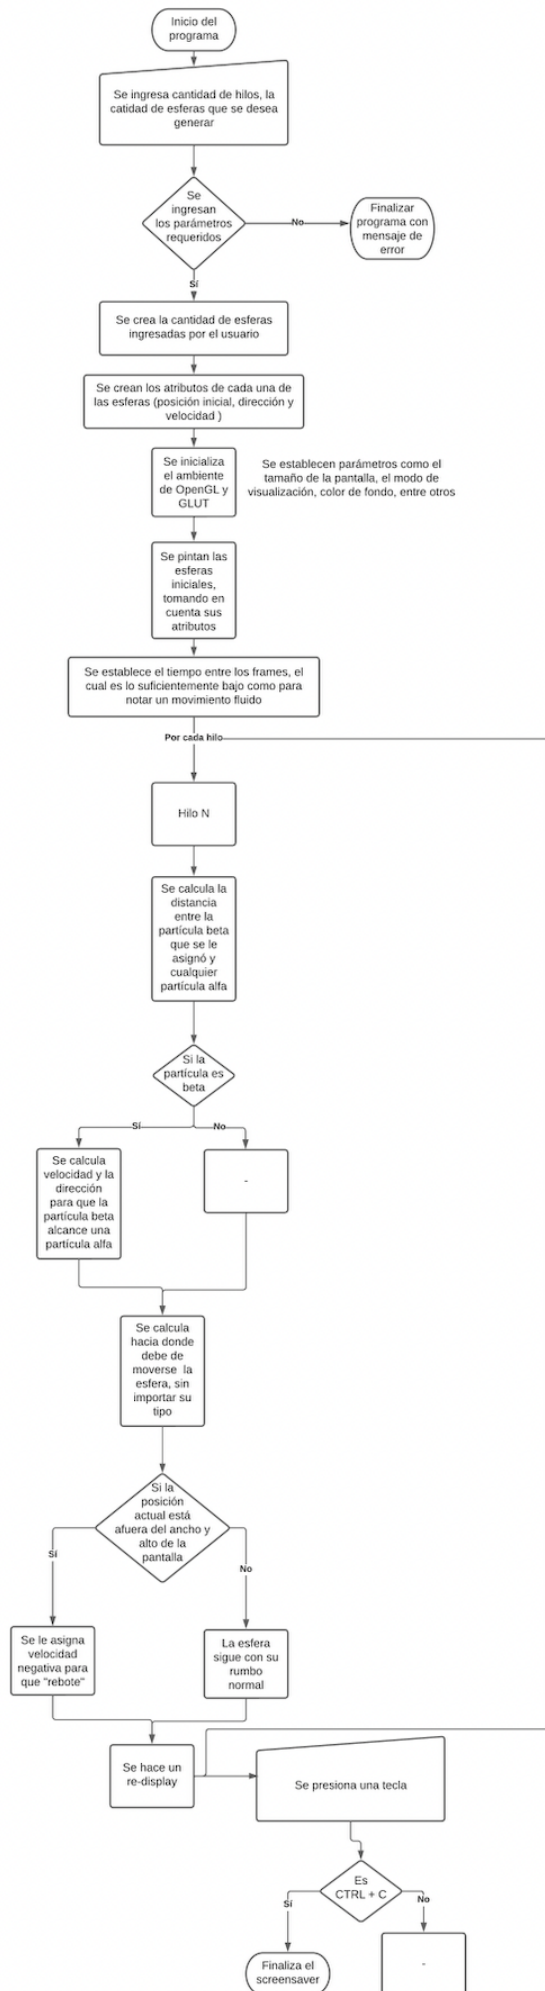 Inicio del
programa
Se ingresa cantidad de hilos, la
catidad de esferas que se desea
generar
Se
ingresan
los parámetros
requeridos
No
Finalizar
programa con
mensaje de
error
Sí
Se crea la cantidad de esferas
ingresadas por el usuario
Se crean los atributos de cada una de
las esferas (posición inicial, dirección y
velocidad )
Se inicializa
el ambiente
de OpenGL y
GLUT
Se establecen parámetros como el
tamaño de la pantalla, el modo de
visualización, color de fondo, entre otros
Se pintan las
esferas
iniciales,
tomando en
cuenta sus
atributos
Se establece el tiempo entre los frames, el
cual es lo suficientemente bajo como para
notar un movimiento fluido
Por cada hilo
Hilo N
Se calcula la
distancia
entre la
partícula beta
que se le
asignó y
cualquier
partícula alfa
Si la
partícula es
beta
Sí
No
Se calcula
velocidad y la
dirección
para que la
partícula beta
alcance una
partícula alfa
-
Se calcula
hacia donde
debe de
moverse la
esfera, sin
importar su
tipo
Si la
posición
actual está
afuera del ancho y
alto de la
pantalla
Sí
No
Se le asigna
velocidad
negativa para
que "rebote"
La esfera
sigue con su
rumbo
normal
Se hace un
re-display
Se presiona una tecla
Es
CTRL + C
Sí
No
Finaliza el
screensaver
-